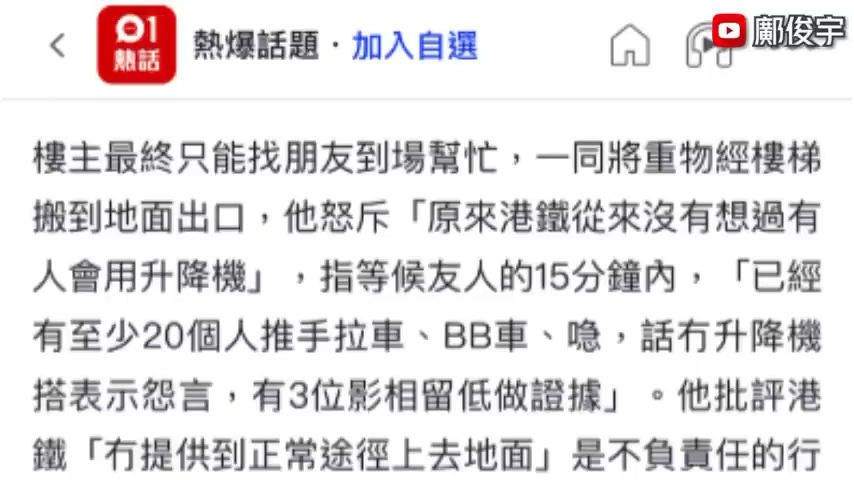 01
熱話
熱爆話題·加入自選
鄺俊宇
樓主最終只能找朋友到場幫忙，一同將重物經樓梯
搬到地面出口，他怒斥「原來港鐵從來沒有想過有
人會用升降機」，指等候友人的15分鐘內，「已經
有至少20個人推手拉車、BB車、喼，話冇升降機
搭表示怨言，有3位影相留低做證據」。他批評港
鐵「冇提供到正常途徑上去地面」是不負責任的行